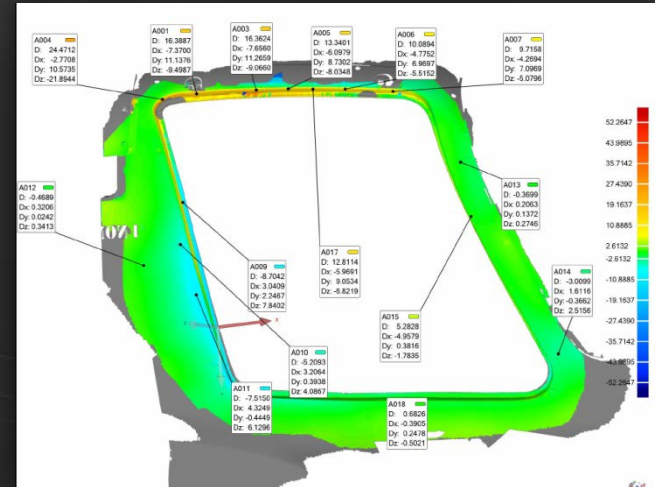 A004
D: 24.4712
Dx: -2.7708
Dy: 10.5735
Dz: -21.8944
A001
D: 16.3887
Dx: -7.3700
Dy: 11.1376
Dz: -9.4987
A003
D: 16.3624
Dx: -7.6560
Dy: 11.2659
Dz: -9.0660
A005
D: 13.3401
Dx: -6.0979
Dy: 8.7302
Dz: -8.0348
A006
D: 10.0894
Dx: -4.7752
Dy: 6.9697
Dz: -5.5152
A007
D: 9.7158
Dx: -4.2694
Dy: 7.0969
Dz: -5.0796
A012
D: -0.4689
Dx: 0.3206
Dy: 0.0242
Dz: 0.3413
A013
D: -0.3699
Dx: 0.2063
Dy: 0.1372
Dz: 0.2746
A009
D: -8.7042
Dx: 3.0409
Dy: 2.2467
Dz: 7.8402
A017
D: 12.8114
Dx: -5.9691
Dy: 9.0534
Dz: -6.8219
A014
D: -3.0099
Dx: 1.6116
Dy: -0.3662
Dz: 2.5156
A015
D: 5.2828
Dx: -4.9579
Dy: 0.3816
Dz: -1.7835
A010
D: -5.2093
Dx: 3.2064
Dy: 0.3938
Dz: 4.0867
A011
D: -7.5150
Dx: 4.3249
Dy: -0.4449
Dz: 6.1296
A018
D: 0.6826
Dx: -0.3905
Dy: 0.2478
Dz: -0.5021
52.2647
43.9895
35.7142
27.4390
19.1637
10.8885
2.6132
-2.6132
-10.8885
-19.1637
-27.4390
-35.7142
-43.9895
-52.2647